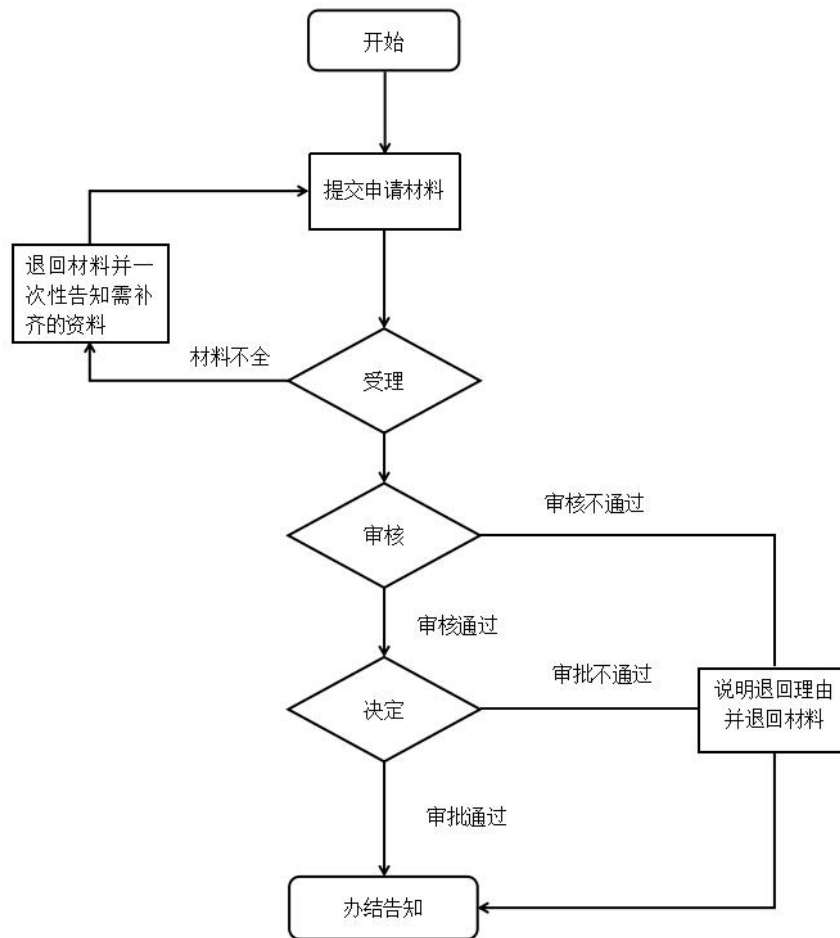 开始
提交申请材料
退回材料并一
次性告知需补
齐的资料
材料不全
受理
审核不通过
审核
审核通过
审批不通过
说明退回理由
并退回材料
决定
审批通过
办结告知